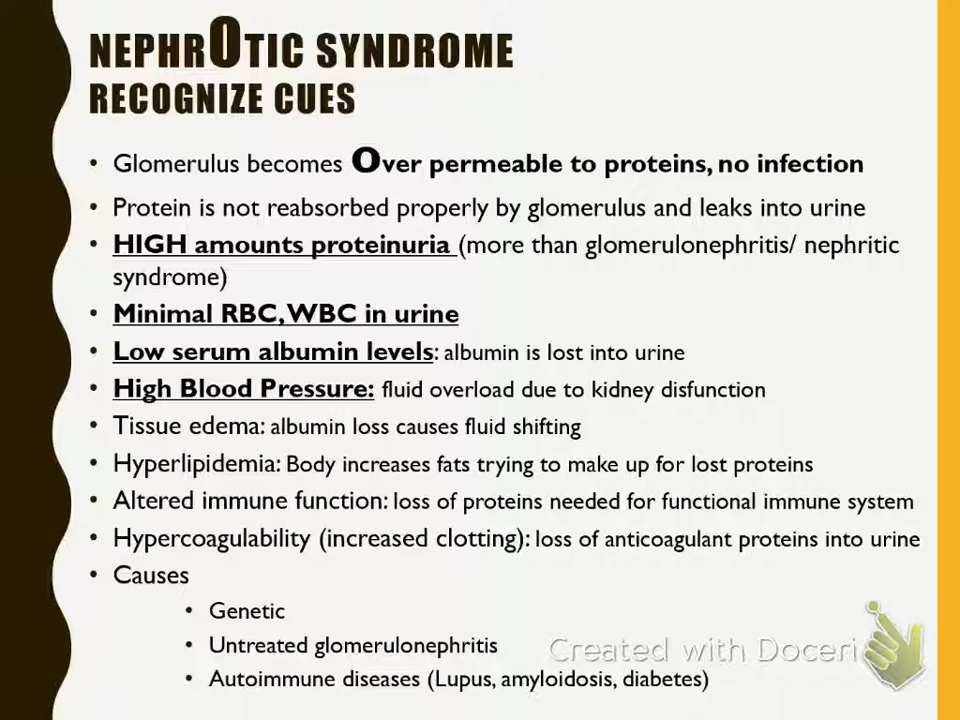 NEPHROTIC SYNDROME
RECOGNIZE CUES
• Glomerulus becomes Over permeable to proteins, no infection
• Protein is not reabsorbed properly by glomerulus and leaks into urine
• HIGH amounts proteinuria (more than glomerulonephritis/ nephritic
syndrome)
• Minimal RBC, WBC in urine
• Low serum albumin levels: albumin is lost into urine
• High Blood Pressure: fluid overload due to kidney disfunction
• Tissue edema: albumin loss causes fluid shifting
• Hyperlipidemia: Body increases fats trying to make up for lost proteins
• Altered immune function: loss of proteins needed for functional immune system
• Hypercoagulability (increased clotting): loss of anticoagulant proteins into urine
• Causes
• Genetic
• Untreated glomerulonephritis
• Autoimmune diseases (Lupus, amyloidosis, diabetes)
Created with Doceri